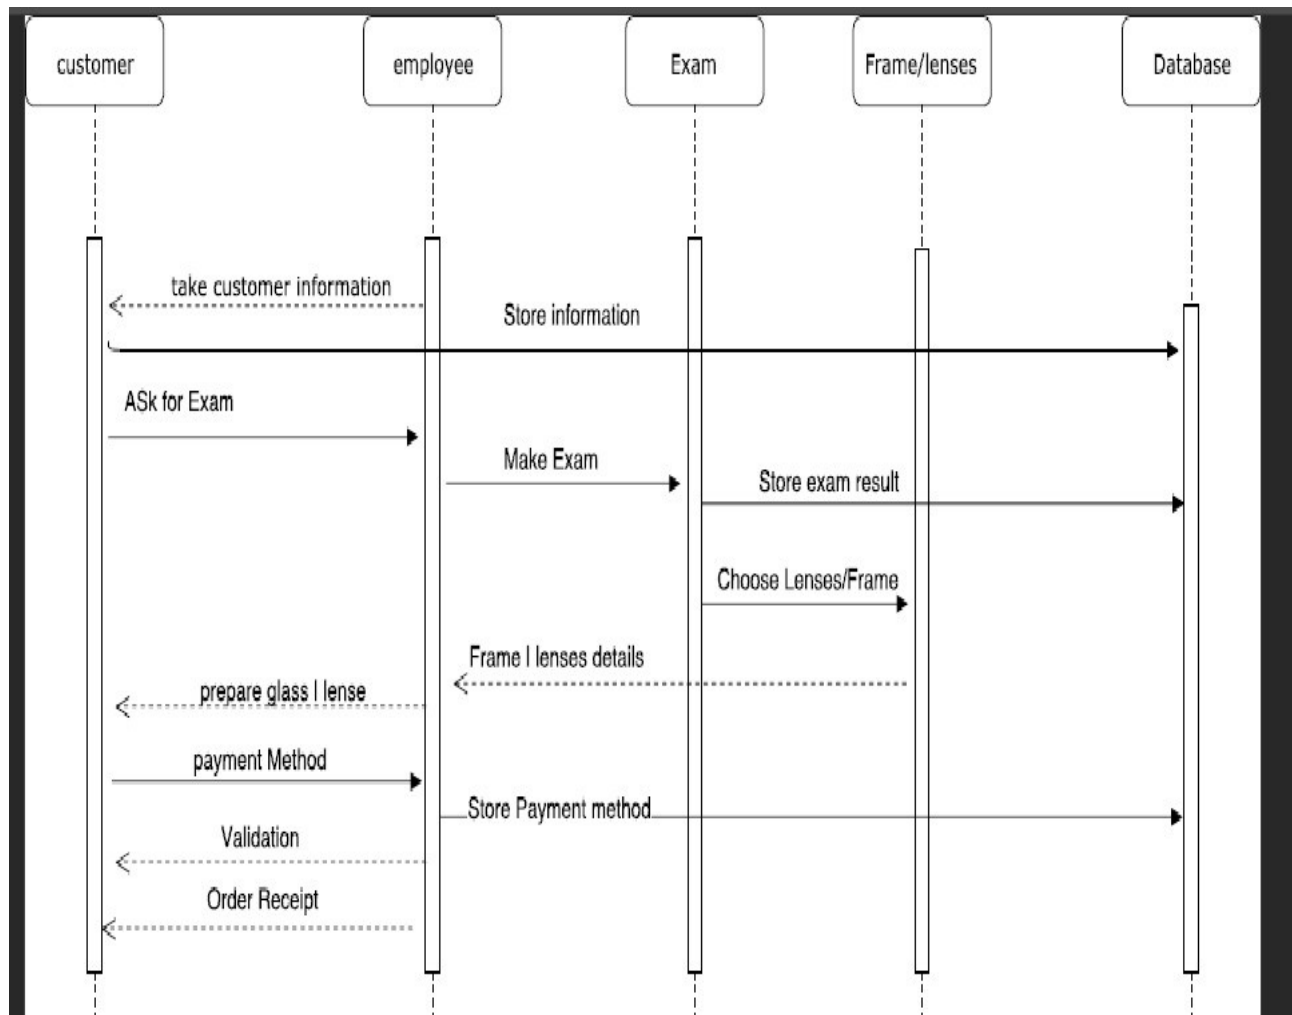 customer
employee
Exam
Frame/lenses
Database
take customer information
Store information
ASk for Exam
Make Exam
Store exam result
Choose Lenses/Frame
Frame I lenses details
prepare glass I lense
payment Method
Store Payment method
Validation
Order Receipt